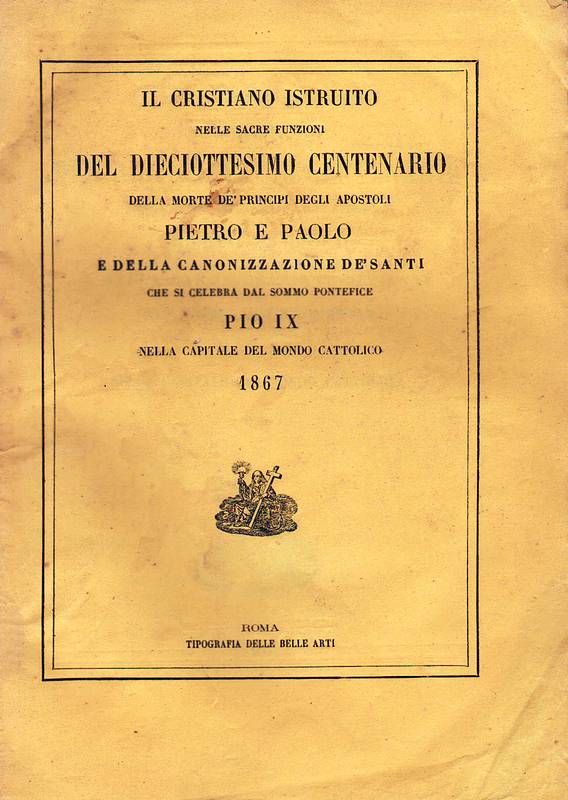 IL CRISTIANO ISTRUITO
NELLE SACRE FUNZIONI
DEL DIECIOTTESIMO CENTENARIO
DELLA MORTE DE' PRINCIPI DEGLI APOSTOLI
PIETRO E PAOLO
E DELLA CANONIZZAZIONE DE' SANTI
CHE SI CELEBRA DAL SOMMO PONTEFICE
PIO IX
NELLA CAPITALE DEL MONDO CATTOLICO
1867
ROMA
TIPOGRAFIA DELLE BELLE ARTI